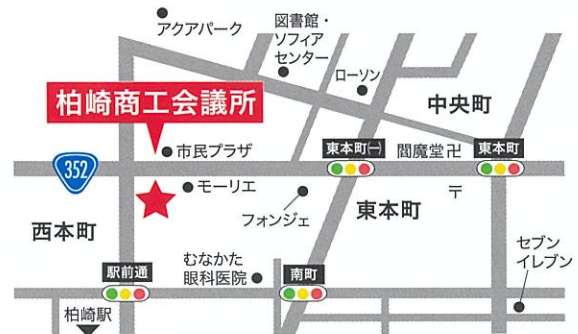 アクアパーク
図書館・
ソフィア
センター
ローソン
柏崎商工会議所
中央町
市民プラザ
東本町㈠
閻魔堂卍
東本町
352
モーリエ
〒
フォンジェ
東本町
西本町
むなかた
眼科医院
セブン
イレブン
駅前通
南町
柏崎駅